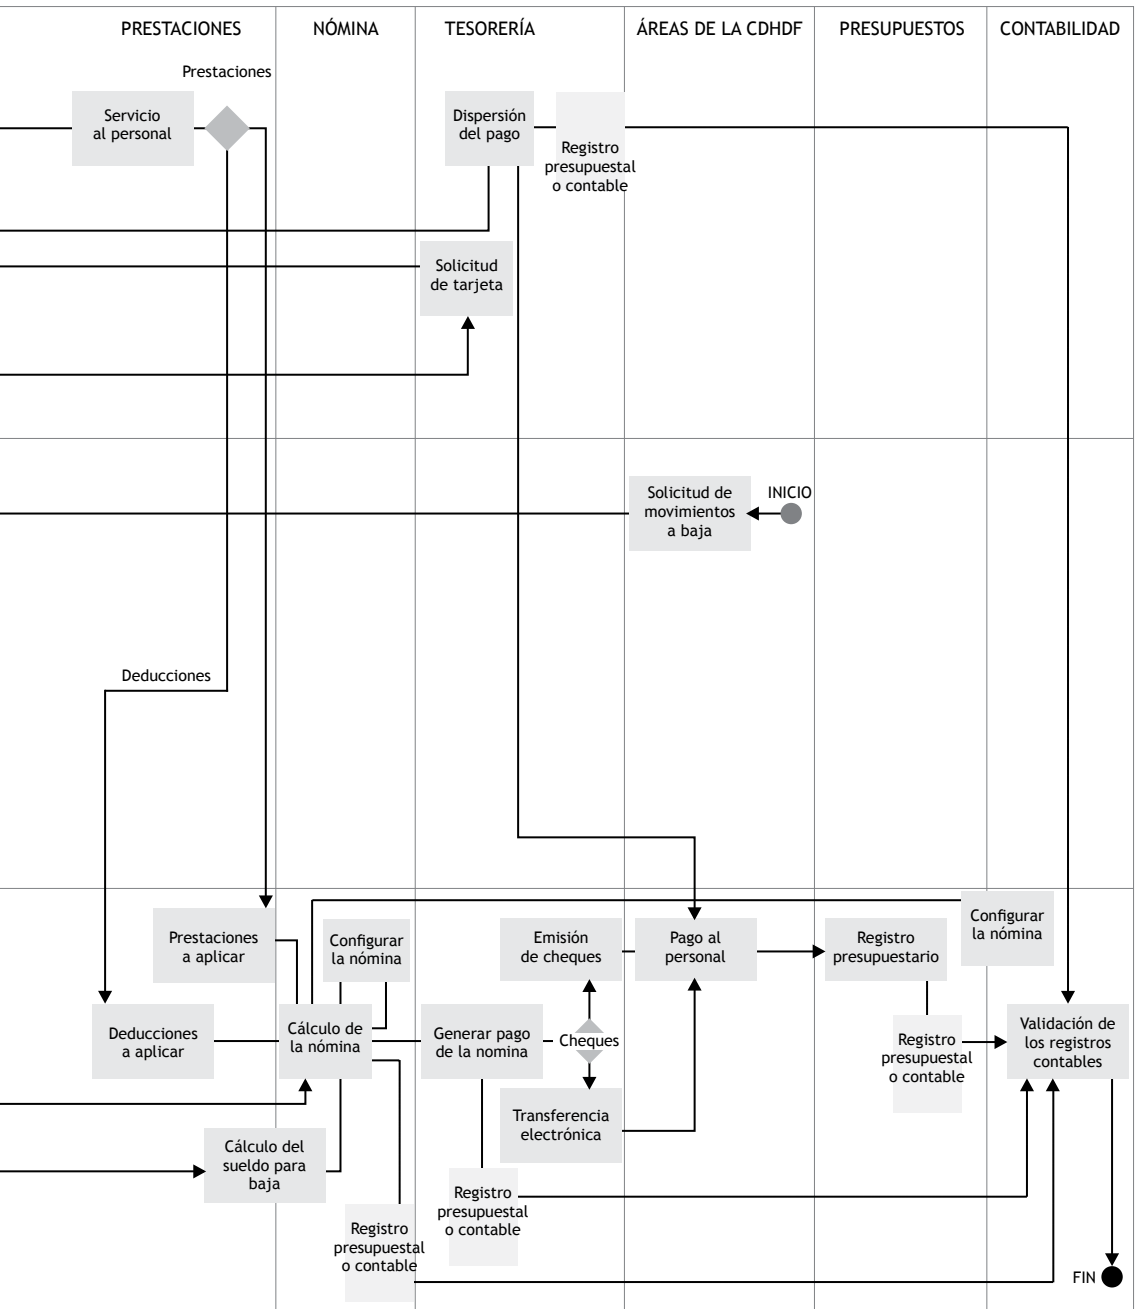 PRESTACIONES
NÓMINA
TESORERÍA
ÁREAS DE LA CDHDF
PRESUPUESTOS
CONTABILIDAD
Prestaciones
Servicio
al personal
Dispersión
del pago
Registro
presupuestal
o contable
Solicitud
de tarjeta
Solicitud de
movimientos
a baja
INICIO
Deducciones
Prestaciones
a aplicar
Configurar
la nómina
Emisión
de cheques
Pago al
personal
Registro
presupuestario
Configurar
la nómina
Deducciones
a aplicar
Cálculo de
la nómina
Generar pago
de la nomina
Cheques
Registro
presupuestal
o contable
Validación de
los registros
contables
Transferencia
electrónica
Cálculo del
sueldo para
baja
Registro
presupuestal
o contable
Registro
presupuestal
o contable
FIN